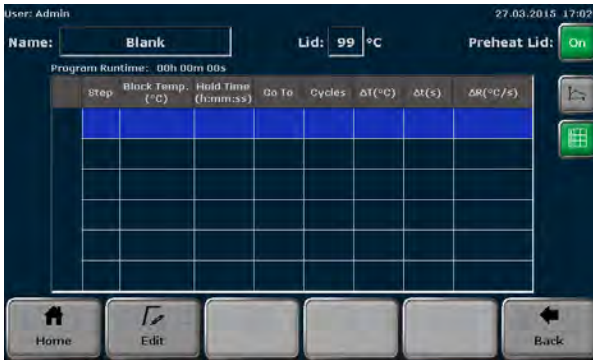 User: Admin 27.03.2015 17:02
Name: Blank Lid: 99 °C Preheat Lid: On
Program Runtime: 00h 00m 00s
Step Block Temp. (°C) Hold Time (h:mm:ss) Go To Cycles ΔT(°C) Δt(s) ΔR(°C/s)
Home Edit Back